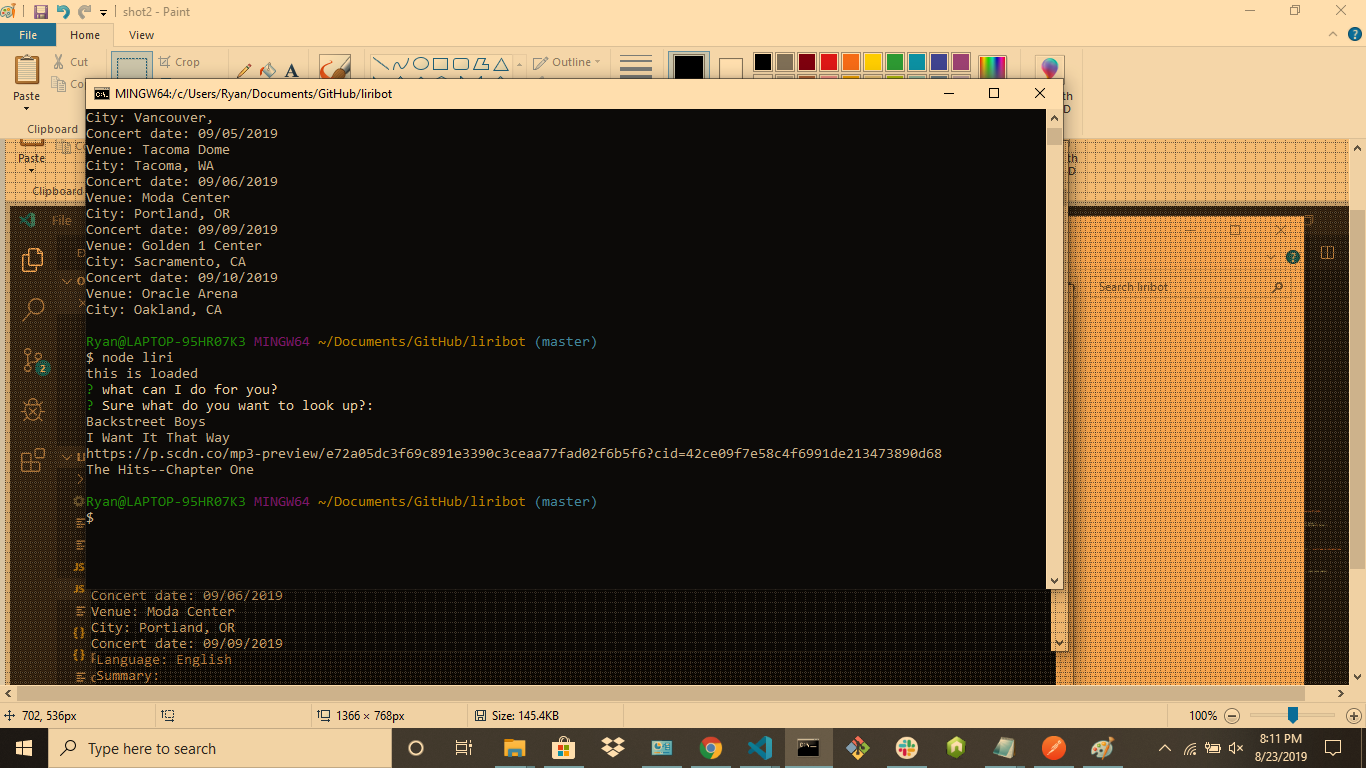 shot2 - Paint
File
Home
View
Paste
Cut
Crop
Outline
Clipboard
MINGW64:/c/Users/Ryan/Documents/GitHub/liribot
City: Vancouver,
Concert date: 09/05/2019
Venue: Tacoma Dome
City: Tacoma, WA
Concert date: 09/06/2019
Venue: Moda Center
City: Portland, OR
Concert date: 09/09/2019
Venue: Golden 1 Center
City: Sacramento, CA
Concert date: 09/10/2019
Venue: Oracle Arena
City: Oakland, CA
Ryan@LAPTOP-95HR07K3 MINGW64 ~/Documents/GitHub/liribot (master)
$ node liri
this is loaded
? what can I do for you?
? Sure what do you want to look up?:
Backstreet Boys
I Want It That Way
https://p.scdn.co/mp3-preview/e72a05dc3f69c891e3390c3ceaa77fad02f6b5f6?cid=42ce09f7e58c4f6991de213473890d68
The Hits--Chapter One
Ryan@LAPTOP-95HR07K3 MINGW64 ~/Documents/GitHub/liribot (master)
$
Paste
Clipboard
File
Search liribot
2
JS
JS
Concert date: 09/06/2019
Venue: Moda Center
City: Portland, OR
Concert date: 09/09/2019
Language: English
Summary:
702, 536px
1366 × 768px
Size: 145.4KB
100%
Type here to search
8:11 PM
8/23/2019